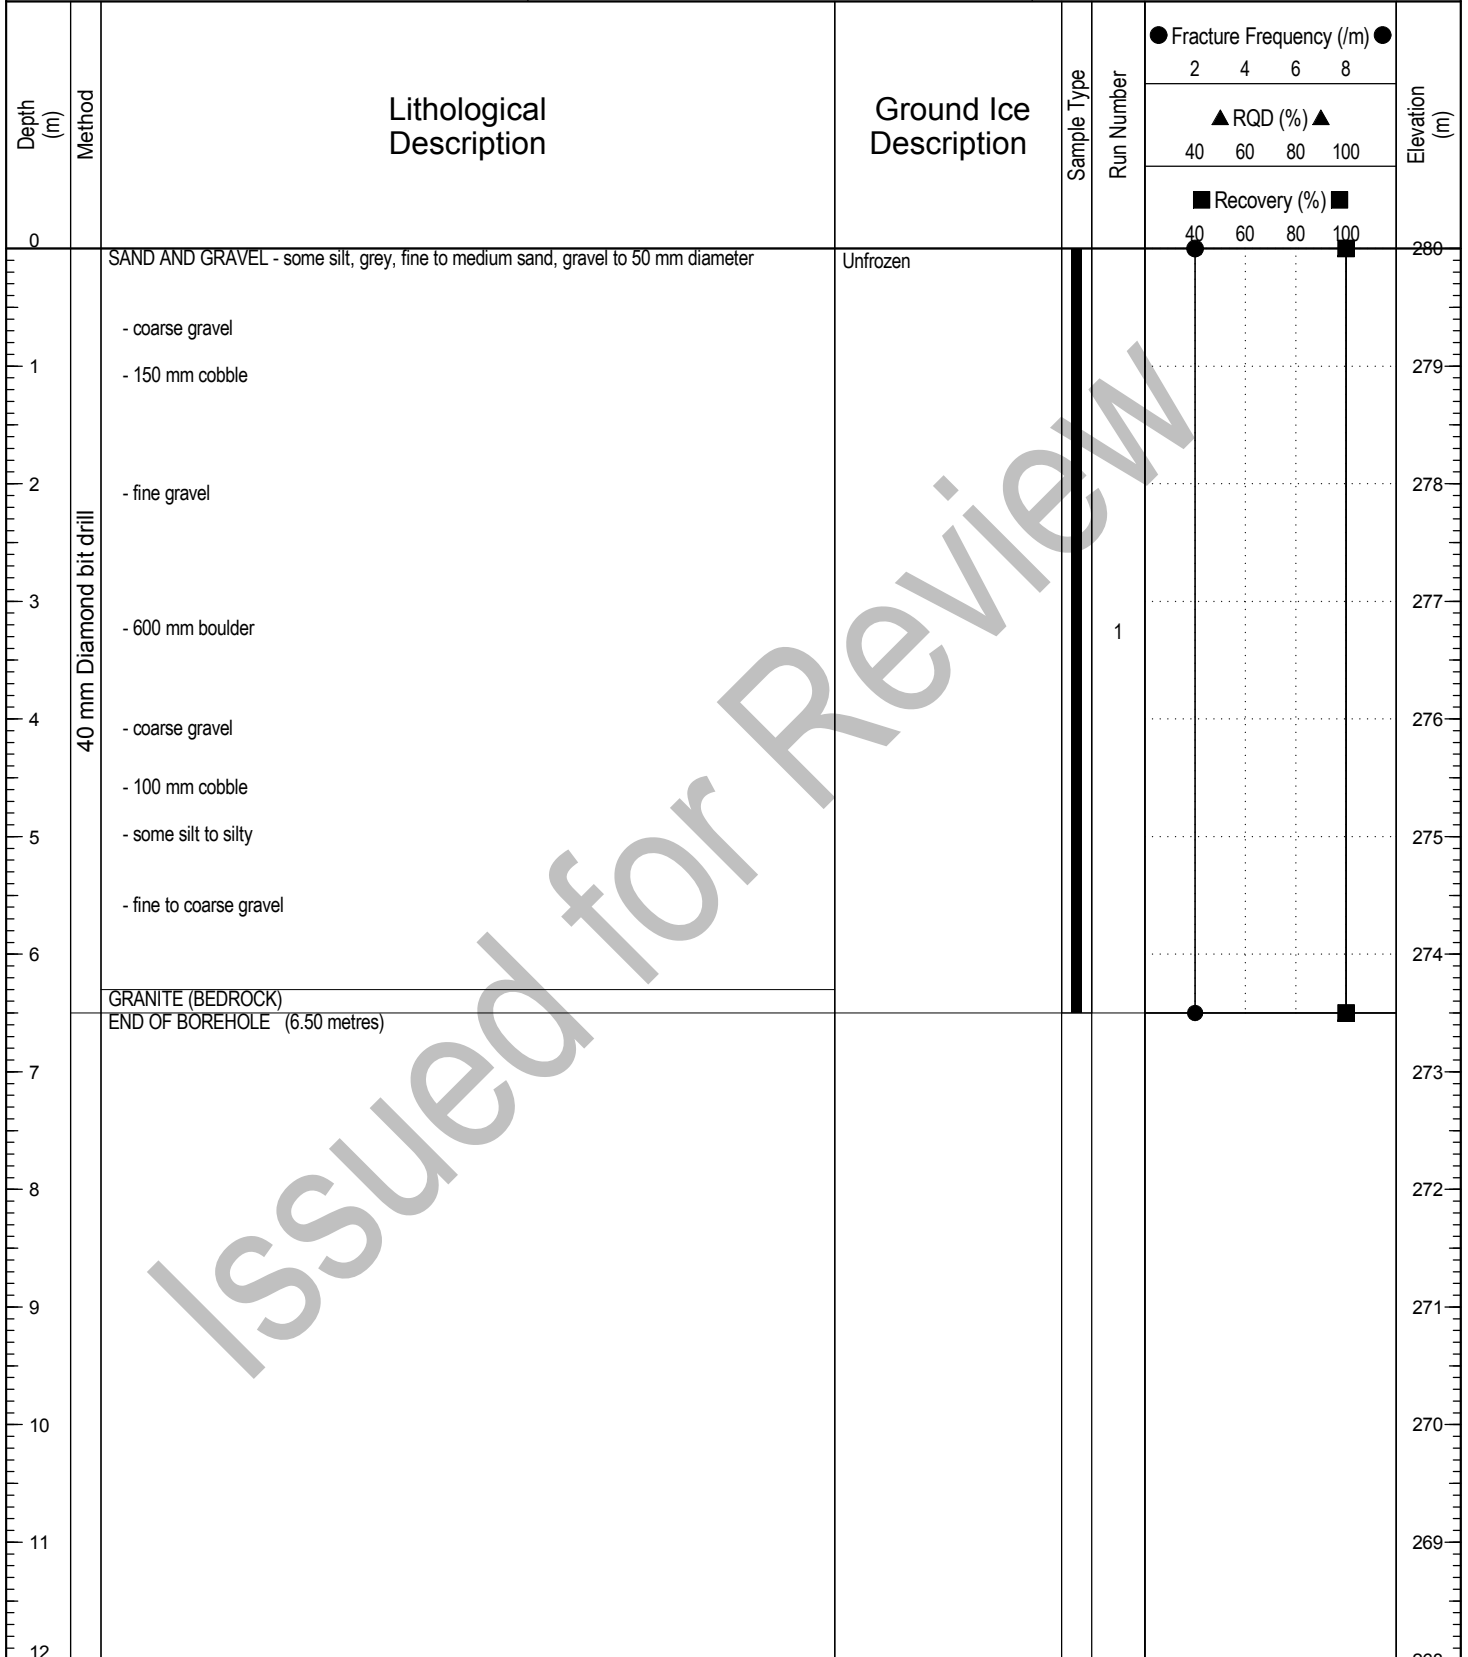 Depth
(m)
Method
Lithological
Description
Ground Ice
Description
Sample Type
Run Number
● Fracture Frequency (/m) ●
2 4 6 8
▲ RQD (%) ▲
40 60 80 100
■ Recovery (%) ■
40 60 80 100
Elevation
(m)
0
280
SAND AND GRAVEL - some silt, grey, fine to medium sand, gravel to 50 mm diameter
Unfrozen
- coarse gravel
1
279
- 150 mm cobble
2
278
- fine gravel
40 mm Diamond bit drill
3
277
- 600 mm boulder
1
4
276
- coarse gravel
- 100 mm cobble
5
275
- some silt to silty
- fine to coarse gravel
6
274
GRANITE (BEDROCK)
END OF BOREHOLE (6.50 metres)
7
273
8
272
9
271
10
270
11
269
12
Issued for Review